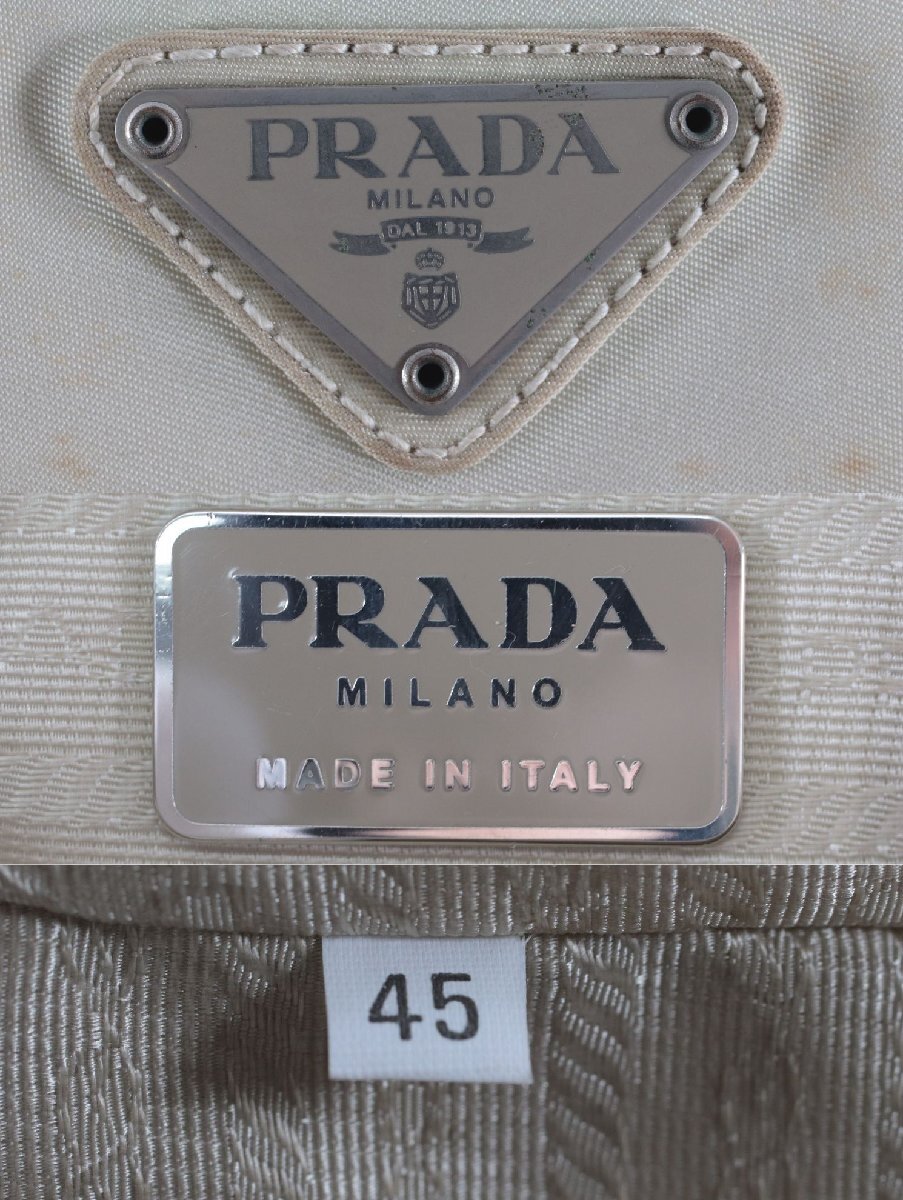 PRADA
MILANO
DAL 1913
PRADA
MILANO
MADE IN ITALY
45